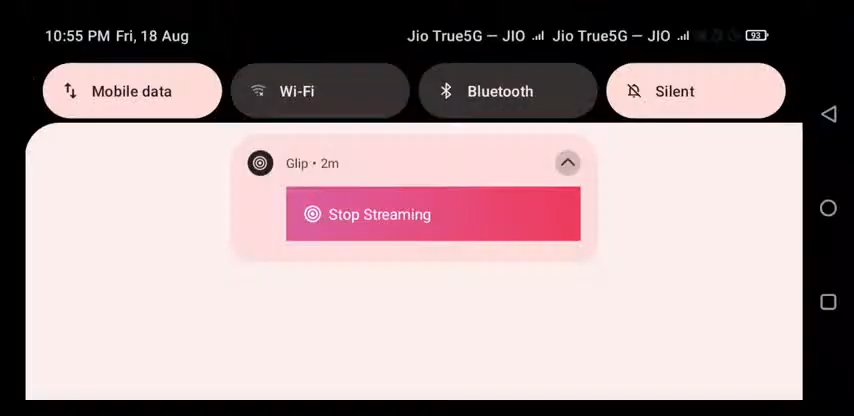 10:55 PM Fri, 18 Aug
Jio True5G — JIO Jio True5G — JIO 93
Mobile data
Wi-Fi
Bluetooth
Silent
Glip • 2m
Stop Streaming